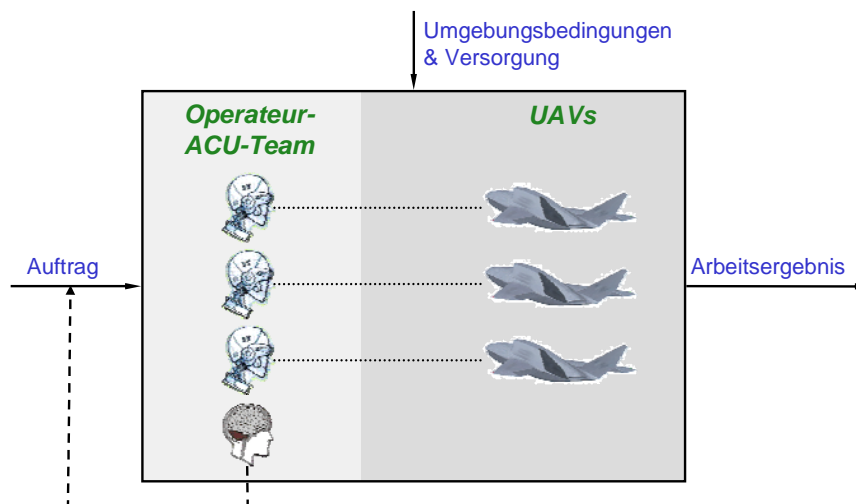 Umgebungsbedingungen
& Versorgung
Operateur-
ACU-Team
UAVs
Auftrag
Arbeitsergebnis